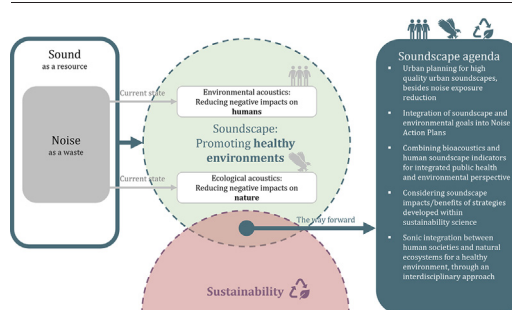 Sound
as a resource
Noise
as a waste
Current state
Current state
Environmental acoustics:
Reducing negative impacts on
humans
Soundscape:
Promoting healthy
environments
Ecological acoustics:
Reducing negative impacts on
nature
The way forward
Sustainability
Soundscape agenda
▪ Urban planning for high
quality urban soundscapes,
besides noise exposure
reduction
▪ Integration of soundscape and
environmental goals into Noise
Action Plans
▪ Combining bioacoustics and
human soundscape indicators
for integrated public health
and environmental perspective
▪ Considering soundscape
impacts/benefits of strategies
developed within
sustainability science
▪ Sonic integration between
human societies and natural
ecosystems for a healthy
environment, through an
interdisciplinary approach